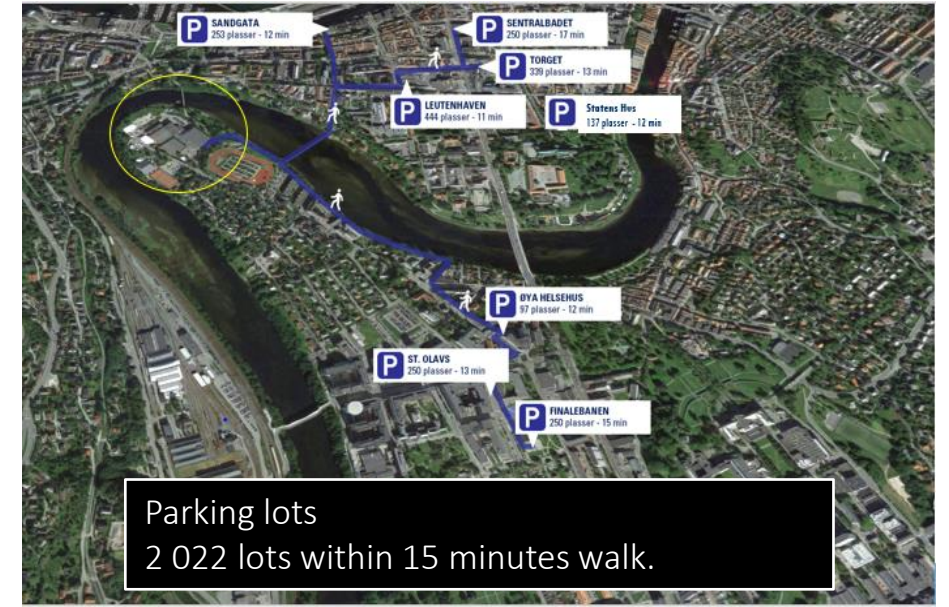 P SANDGATA
253 plasser - 12 min
P SENTRALBADET
250 plasser - 17 min
P TORGET
339 plasser - 13 min
P LEUTENHAVEN
444 plasser - 11 min
P Statens Hus
137 plasser - 12 min
P ØYA HELSEHUS
97 plasser - 12 min
P ST. OLAVS
250 plasser - 13 min
P FINALEBANEN
250 plasser - 15 min
Parking lots
2 022 lots within 15 minutes walk.